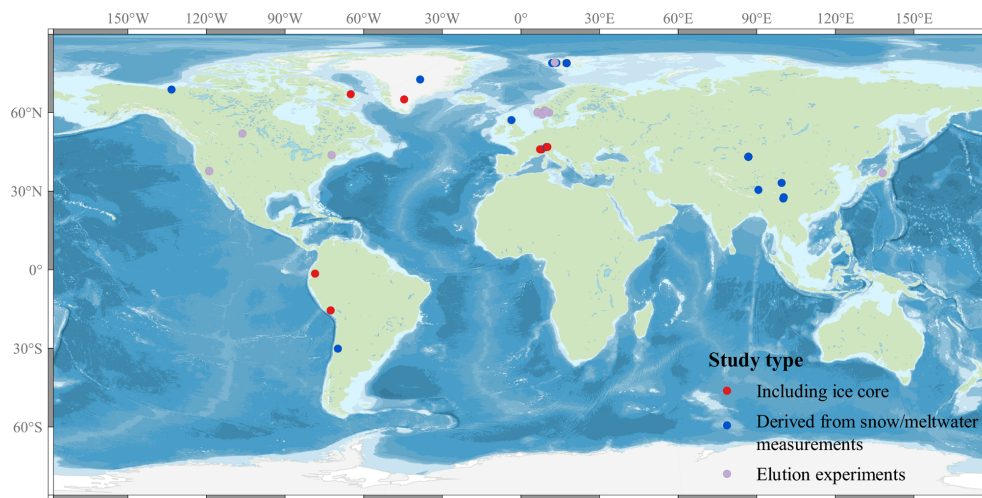 150°W 120°W 90°W 60°W 30°W 0° 30°E 60°E 90°E 120°E 150°E
60°N
30°N
0°
30°S
60°S
Study type
Including ice core
Derived from snow/meltwater
measurements
Elution experiments